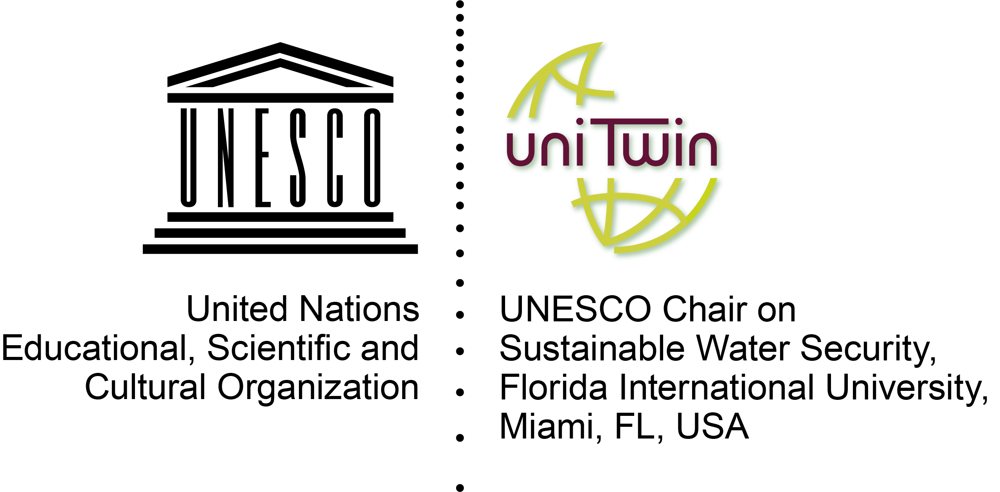 UNESCO
United Nations
Educational, Scientific and
Cultural Organization
uniTwin
UNESCO Chair on
Sustainable Water Security,
Florida International University,
Miami, FL, USA